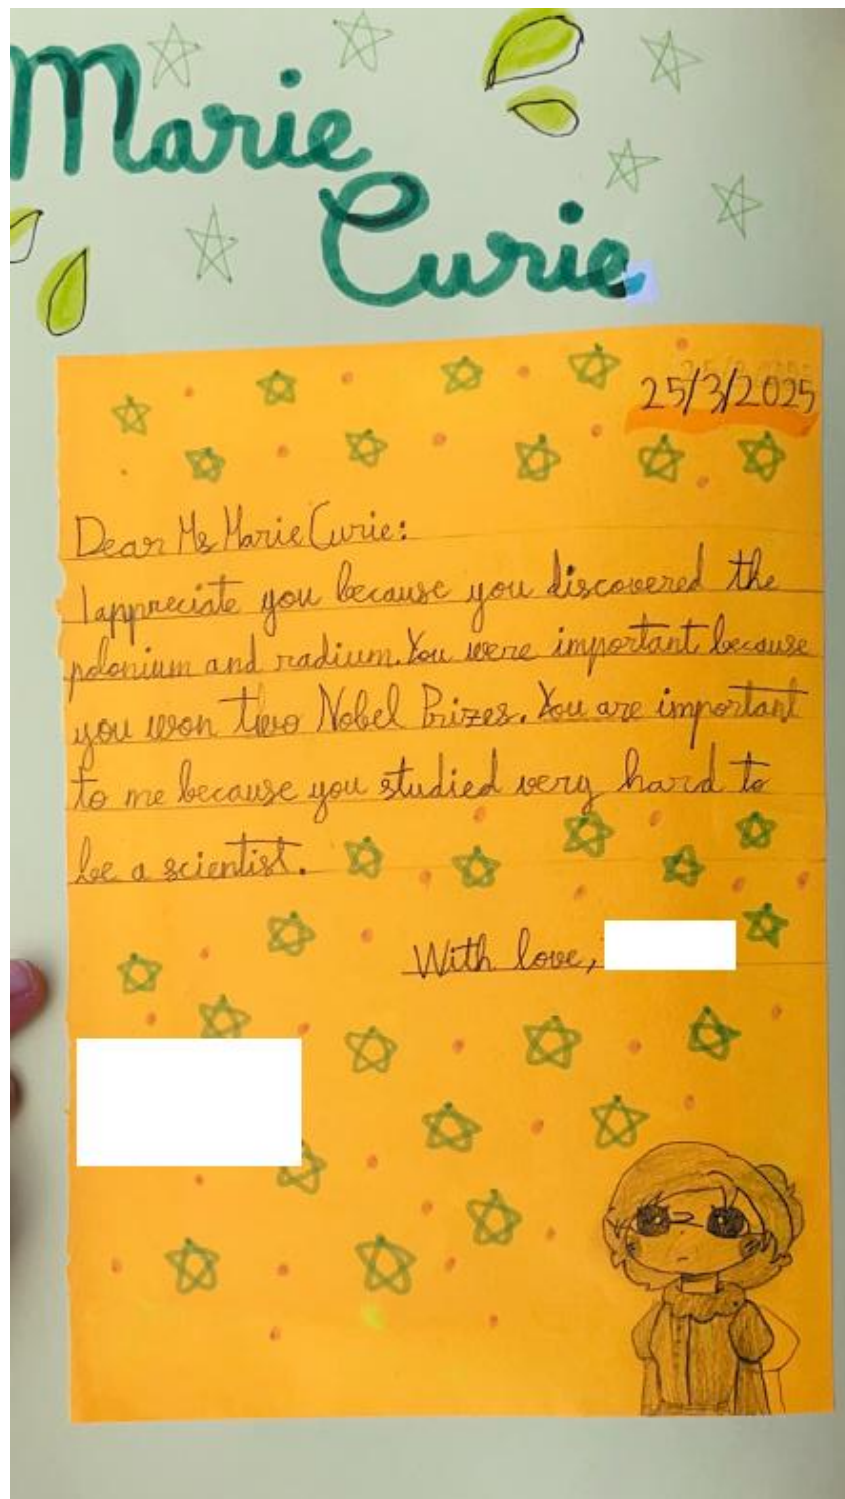 Marie
Curie
25/3/2025
Dear Ms Marie Curie:
I appreciate you because you discovered the
polonium and radium. You were important because
you won two Nobel Prizes. You are important
to me because you studied very hard to
be a scientist.
With love,